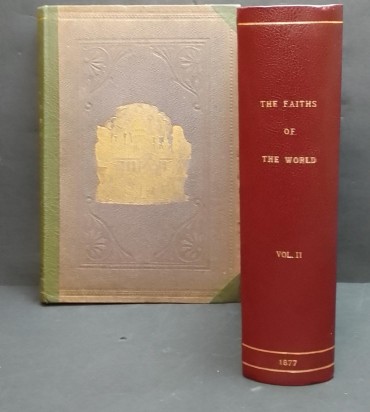 THE FAITHS
OF
THE WORLD
VOL. II
1877